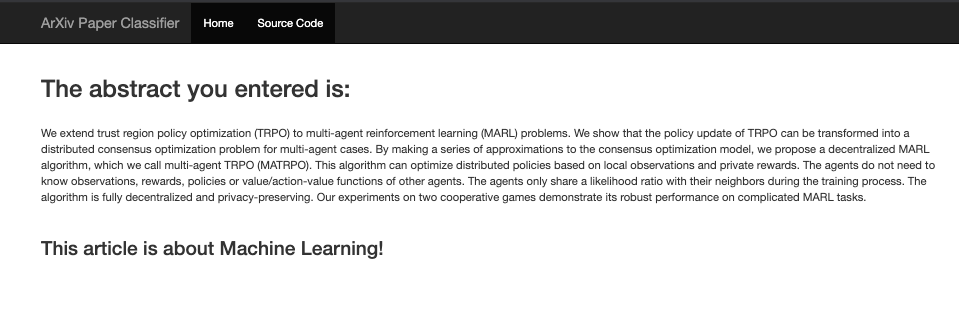 ArXiv Paper Classifier Home Source Code
The abstract you entered is:
We extend trust region policy optimization (TRPO) to multi-agent reinforcement learning (MARL) problems. We show that the policy update of TRPO can be transformed into a
distributed consensus optimization problem for multi-agent cases. By making a series of approximations to the consensus optimization model, we propose a decentralized MARL
algorithm, which we call multi-agent TRPO (MATRPO). This algorithm can optimize distributed policies based on local observations and private rewards. The agents do not need to
know observations, rewards, policies or value/action-value functions of other agents. The agents only share a likelihood ratio with their neighbors during the training process. The
algorithm is fully decentralized and privacy-preserving. Our experiments on two cooperative games demonstrate its robust performance on complicated MARL tasks.
This article is about Machine Learning!